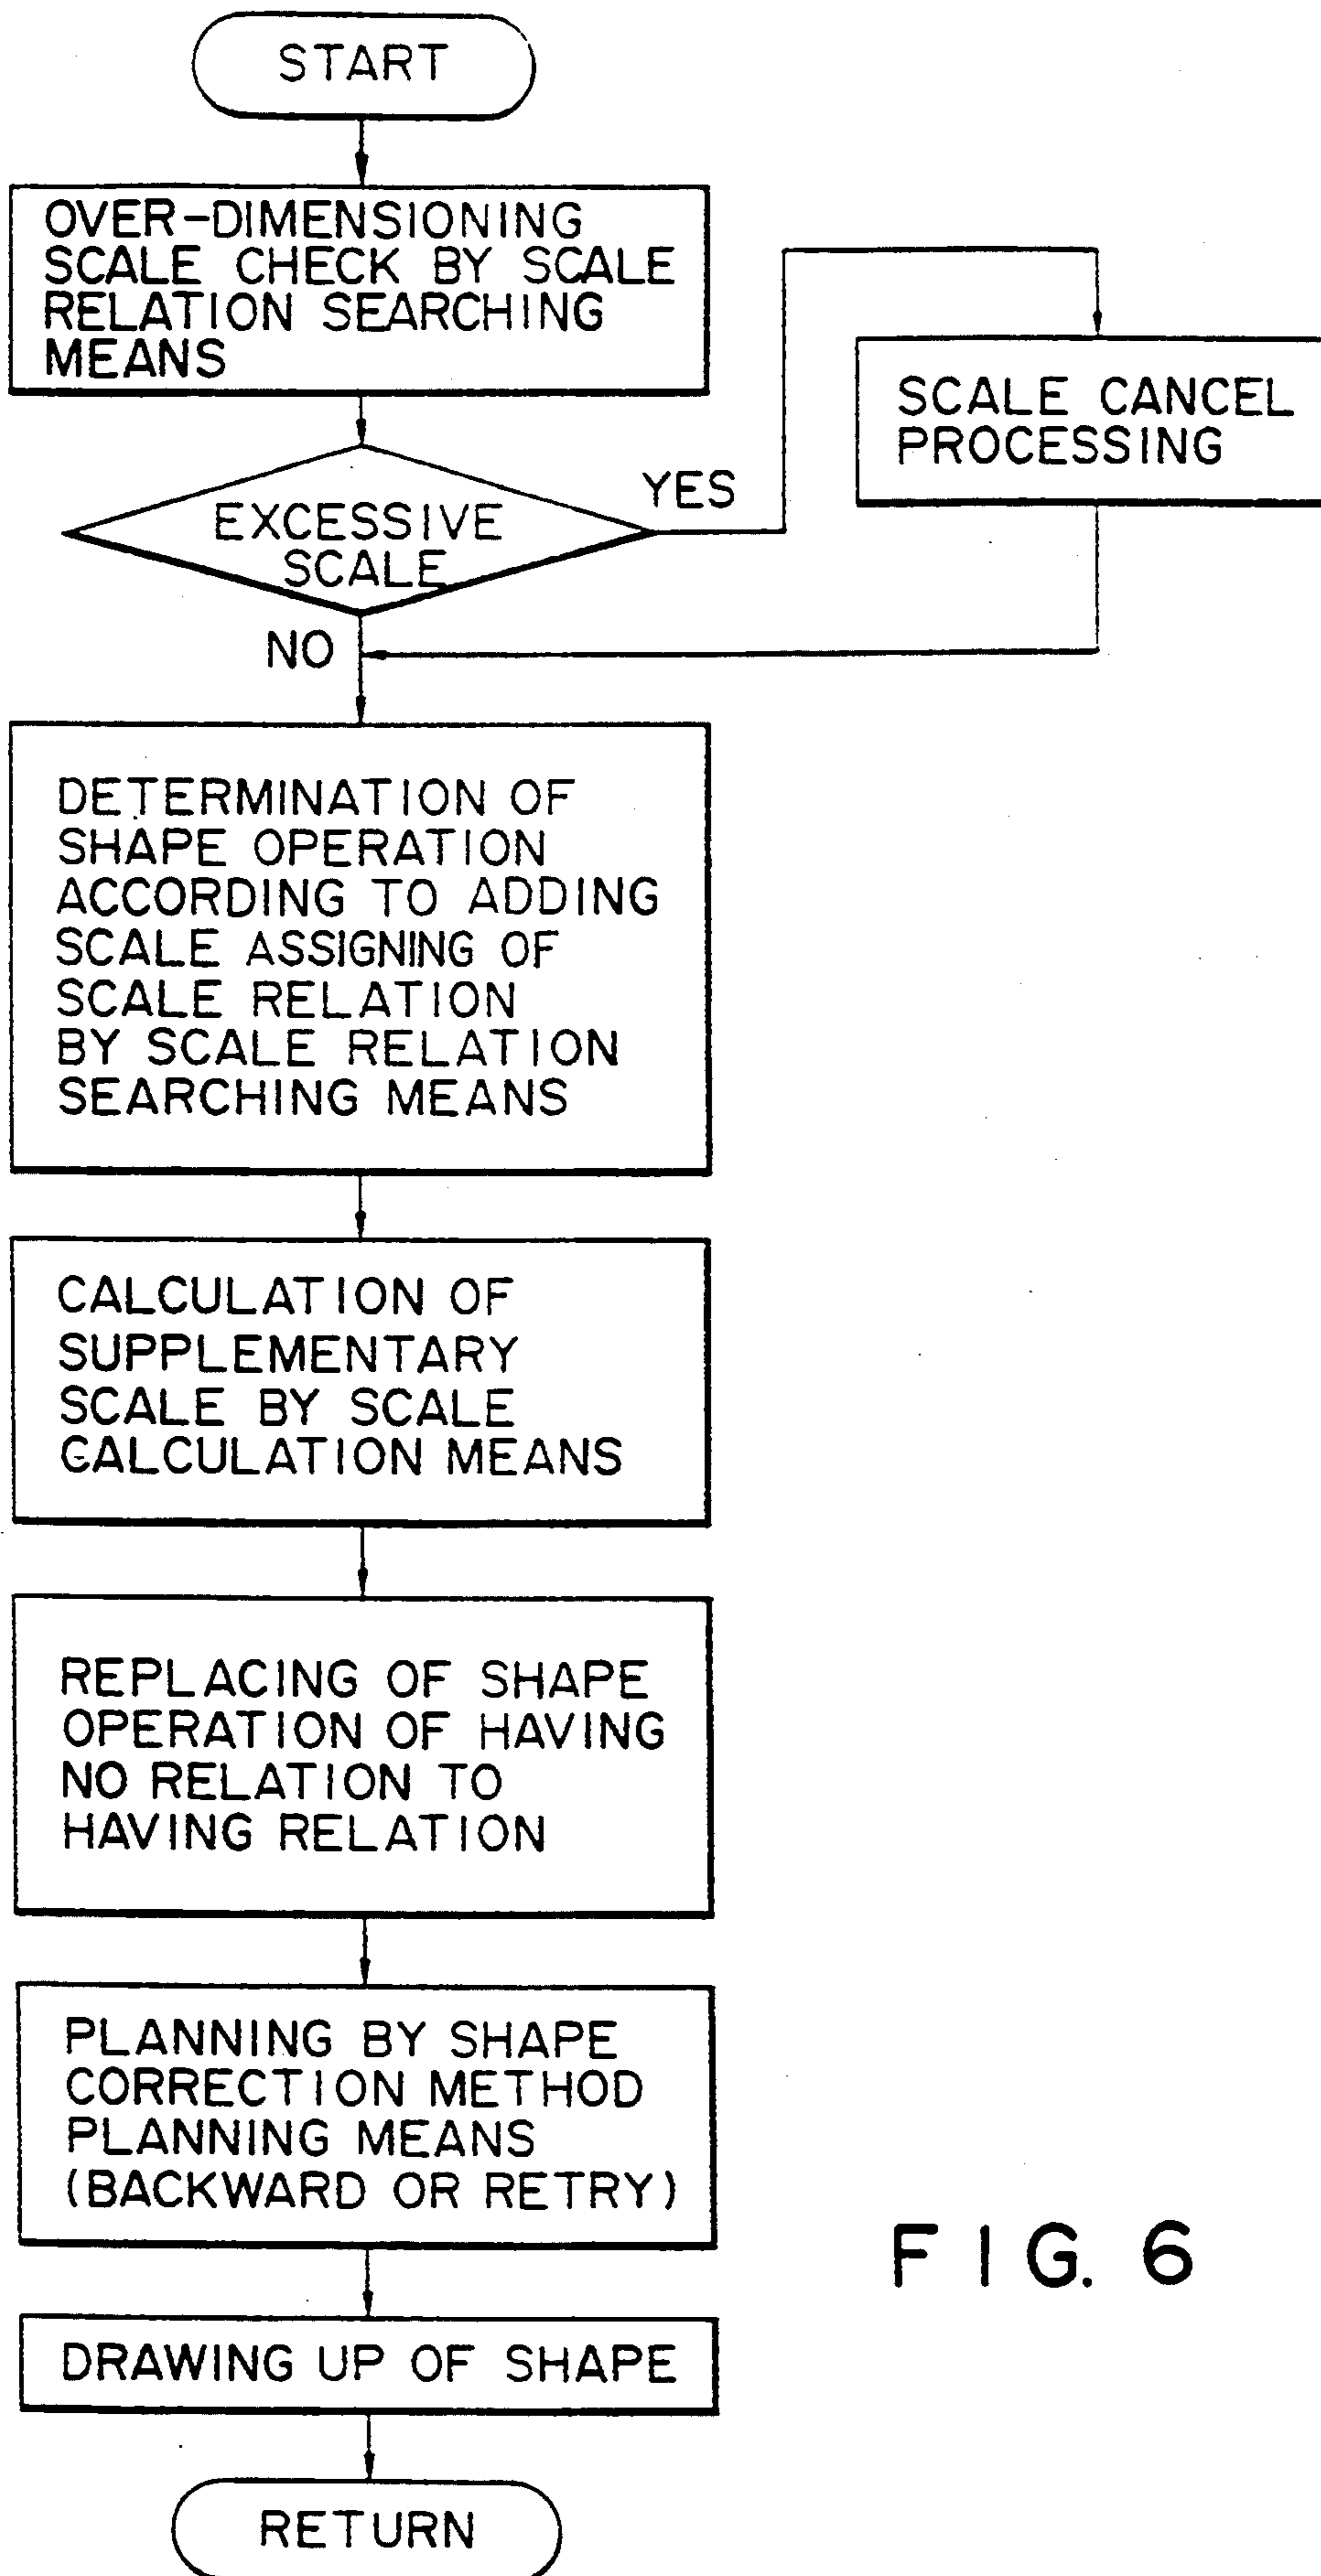 START
OVER-DIMENSIONING
SCALE CHECK BY SCALE
RELATION SEARCHING
MEANS
EXCESSIVE
SCALE
YES
SCALE CANCEL
PROCESSING
NO
DETERMINATION OF
SHAPE OPERATION
ACCORDING TO ADDING
SCALE ASSIGNING OF
SCALE RELATION
BY SCALE RELATION
SEARCHING MEANS
CALCULATION OF
SUPPLEMENTARY
SCALE BY SCALE
CALCULATION MEANS
REPLACING OF SHAPE
OPERATION OF HAVING
NO RELATION TO
HAVING RELATION
PLANNING BY SHAPE
CORRECTION METHOD
PLANNING MEANS
(BACKWARD OR RETRY)
DRAWING UP OF SHAPE
RETURN
FIG. 6